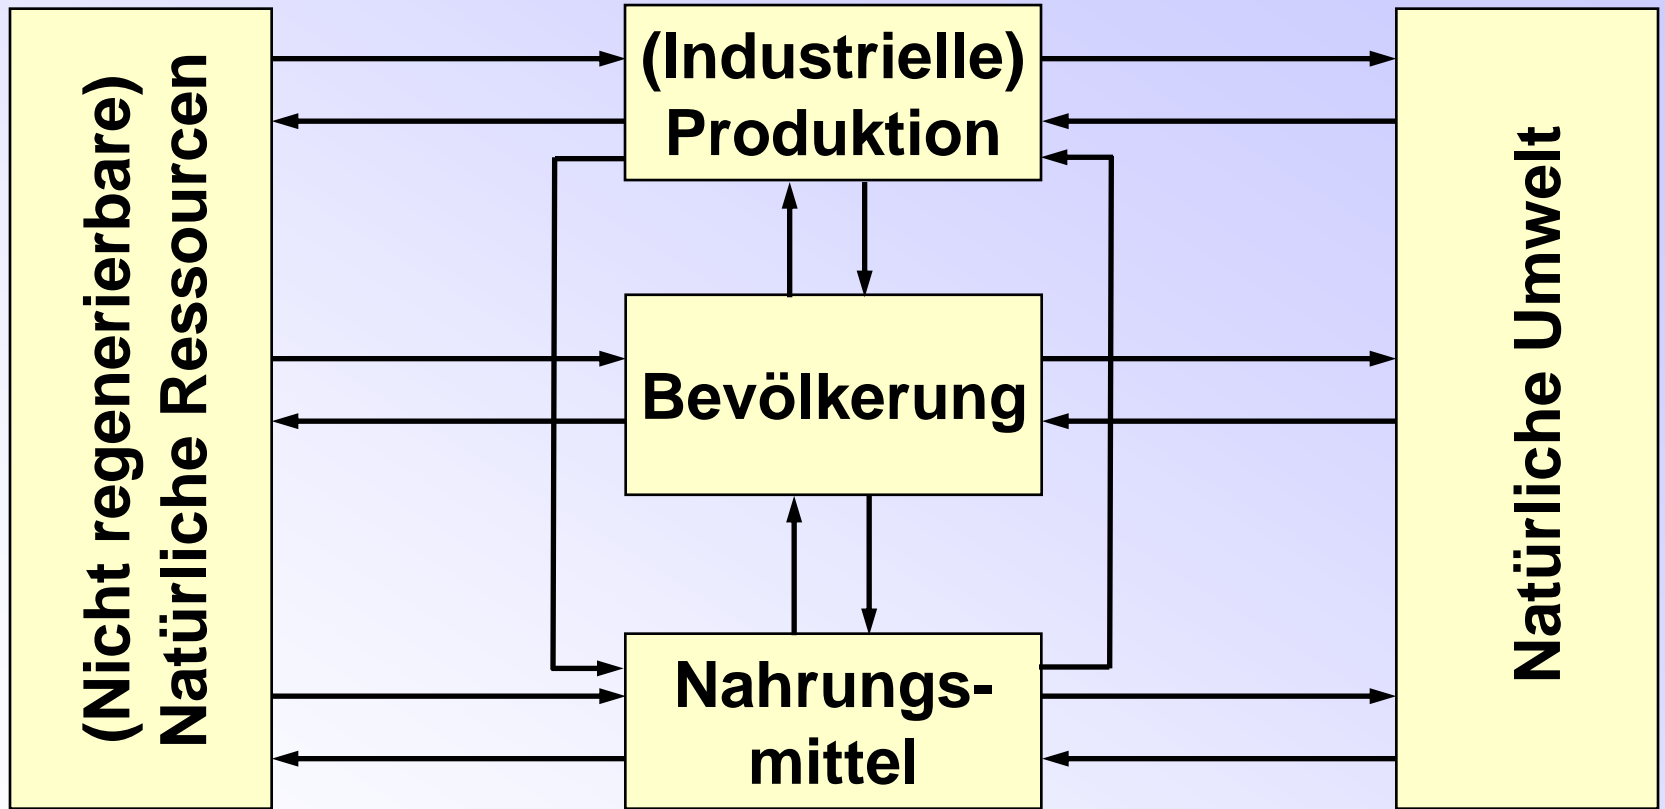 (Nicht regenerierbare)
Natürliche Ressourcen
(Industrielle)
Produktion
Bevölkerung
Nahrungs-
mittel
Natürliche Umwelt